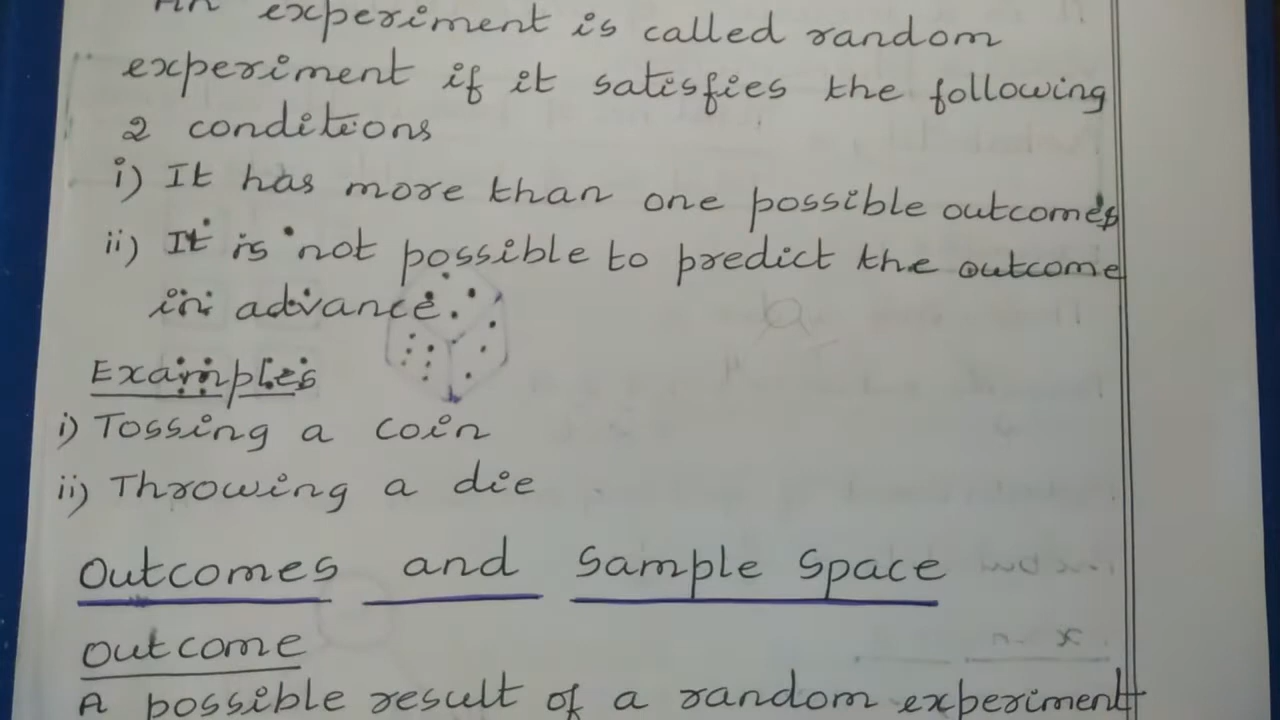 An experiment is called random
experiment if it satisfies the following
2 conditions
i) It has more than one possible outcomes
ii) It is not possible to predict the outcome
in advance.
Examples
i) Tossing a coin
ii) Throwing a die
Outcomes and Sample Space
Outcome
A possible result of a random experiment